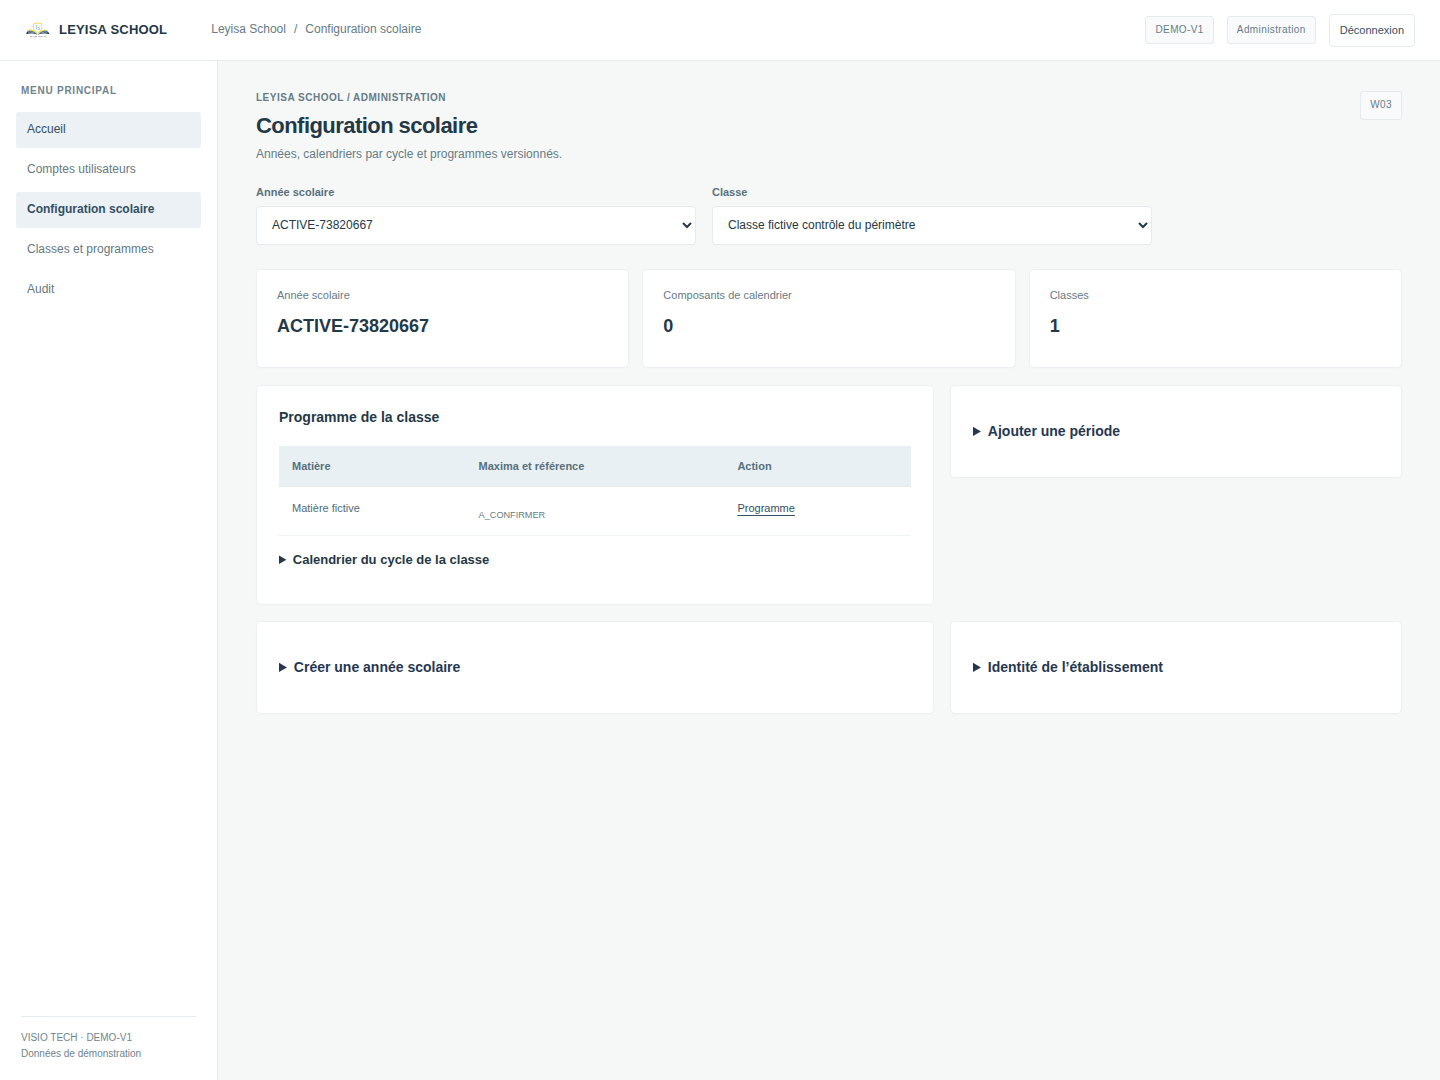 LEYISA SCHOOL
Leyisa School / Configuration scolaire
DEMO-V1
Administration
Déconnexion
MENU PRINCIPAL
Accueil
Comptes utilisateurs
Configuration scolaire
Classes et programmes
Audit
LEYISA SCHOOL / ADMINISTRATION
W03
Configuration scolaire
Années, calendriers par cycle et programmes versionnés.
Année scolaire
Classe
ACTIVE-73820667
Classe fictive contrôle du périmètre
Année scolaire
ACTIVE-73820667
Composants de calendrier
0
Classes
1
Programme de la classe
Matière Maxima et référence Action
Matière fictive A_CONFIRMER Programme
Calendrier du cycle de la classe
Ajouter une période
Créer une année scolaire
Identité de l’établissement
VISIO TECH · DEMO-V1
Données de démonstration